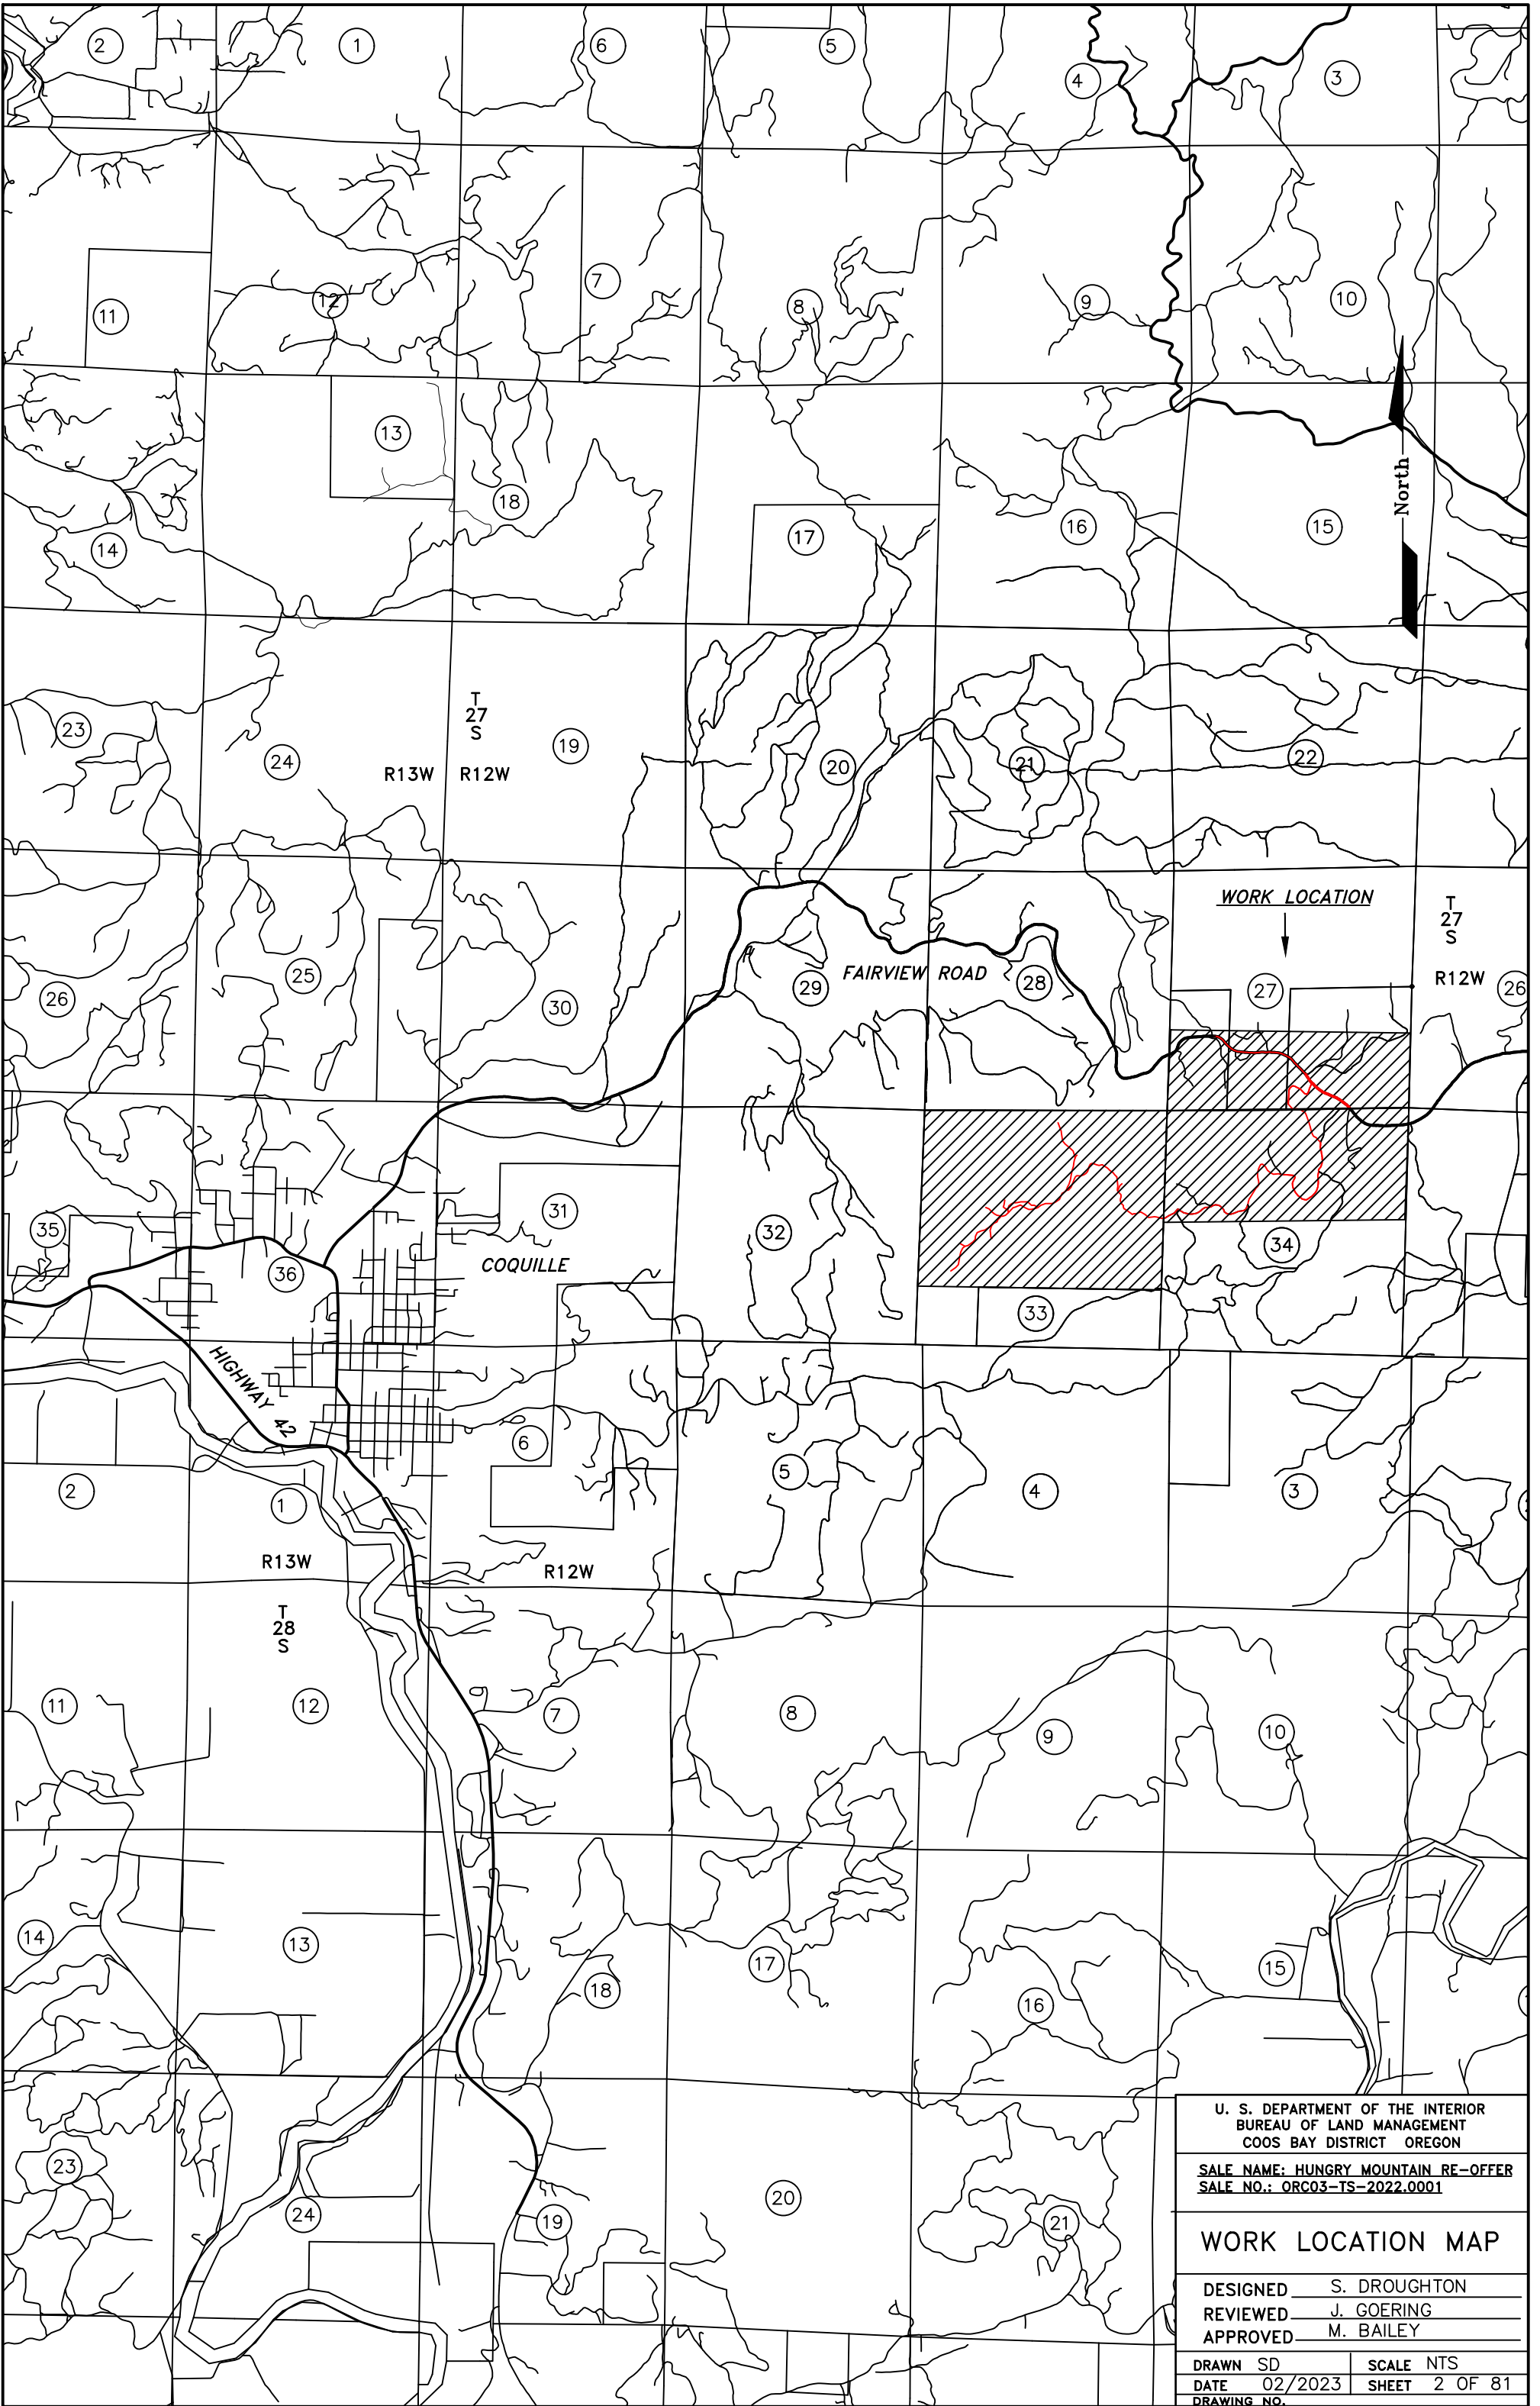 2
1
6
5
4
3
11
12
7
8
9
10
14
13
18
17
16
15
North
23
24
T
27
S
R13W R12W
19
20
21
22
WORK LOCATION
T
27
S
R12W
26
25
30
29
FAIRVIEW ROAD
28
27
26
35
36
31
COQUILLE
32
33
34
HIGHWAY 42
2
1
6
5
4
3
R13W
R12W
T
28
S
11
12
7
8
9
10
14
13
18
17
16
15
23
24
19
20
21
U. S. DEPARTMENT OF THE INTERIOR
BUREAU OF LAND MANAGEMENT
COOS BAY DISTRICT OREGON
SALE NAME: HUNGRY MOUNTAIN RE-OFFER
SALE NO.: ORC03-TS-2022.0001
WORK LOCATION MAP
DESIGNED S. DROUGHTON
REVIEWED J. GOERING
APPROVED M. BAILEY
DRAWN SD SCALE NTS
DATE 02/2023 SHEET 2 OF 81
DRAWING NO.